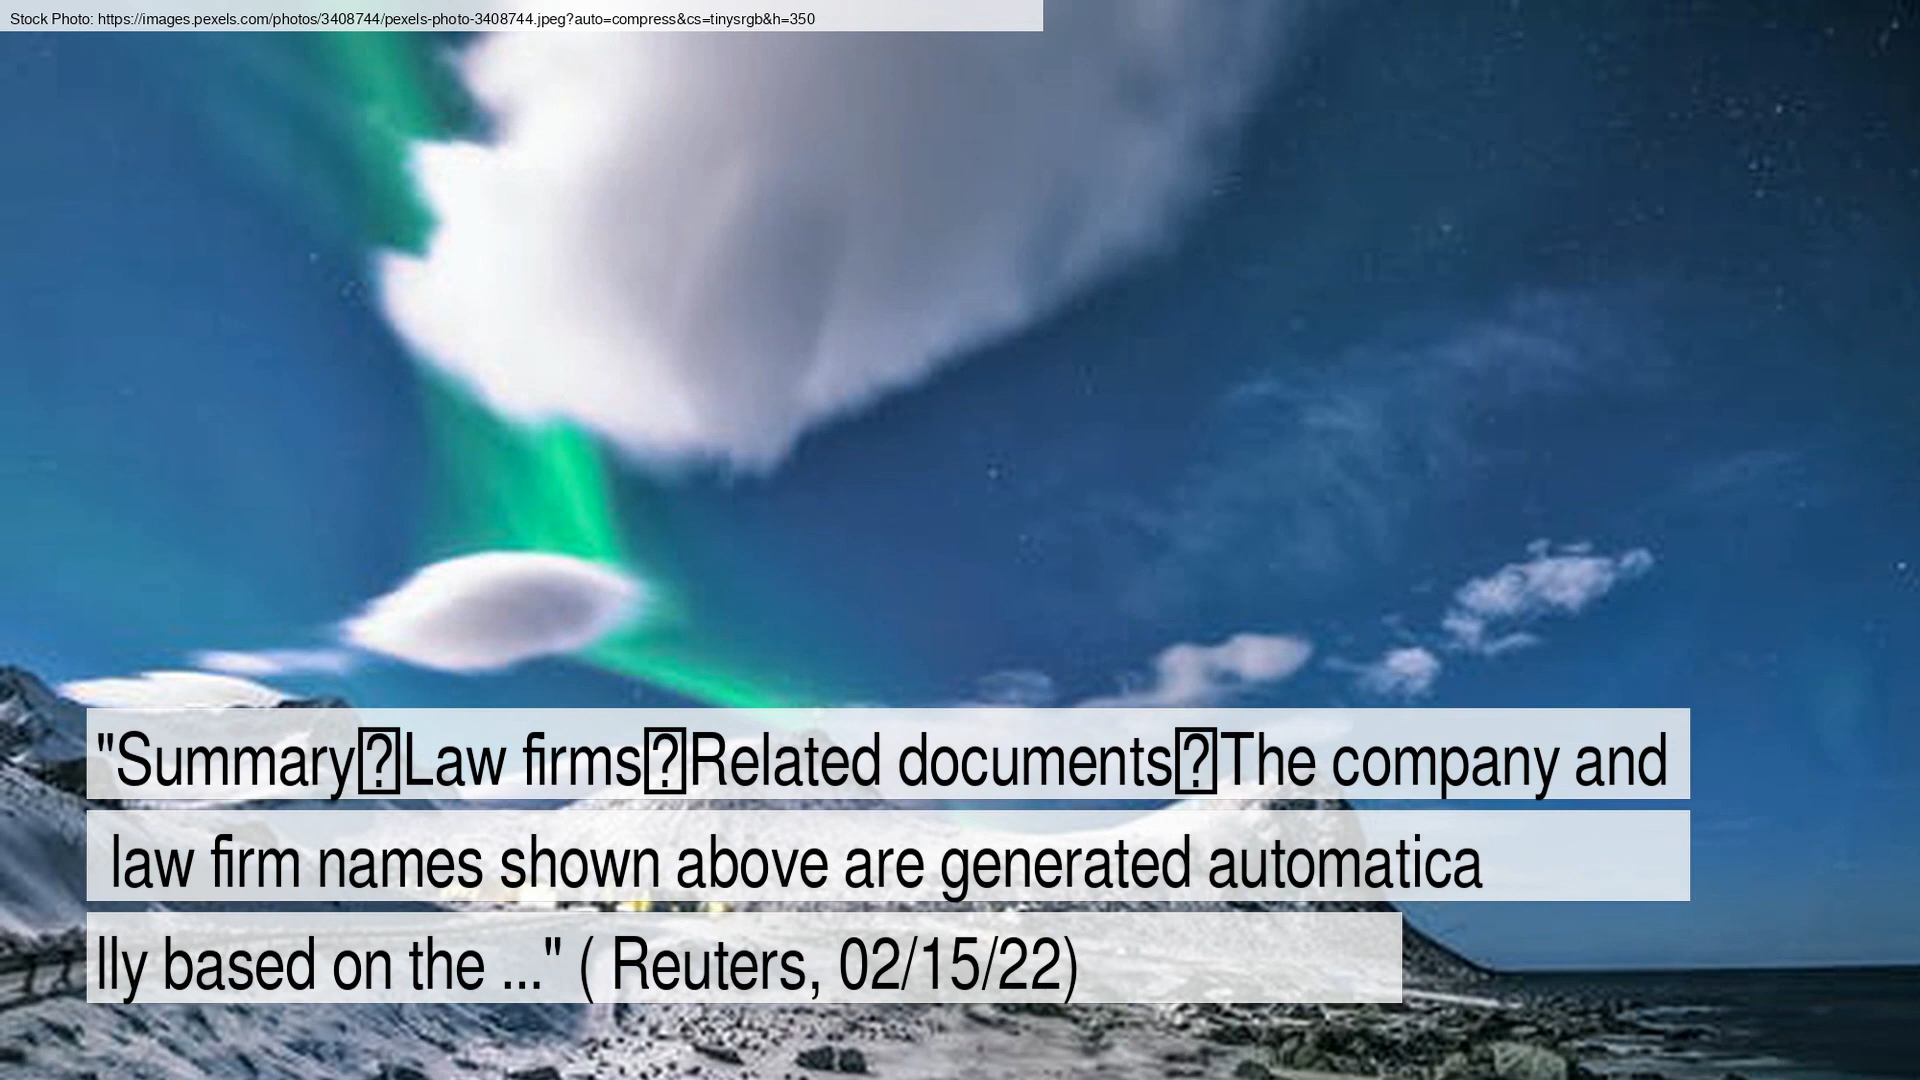 Stock Photo: https://images.pexels.com/photos/3408744/pexels-photo-3408744.jpeg?auto=compress&cs=tinysrgb&h=350
"Summary⍰Law firms⍰Related documents⍰The company and
law firm names shown above are generated automatica
lly based on the ..." ( Reuters, 02/15/22)